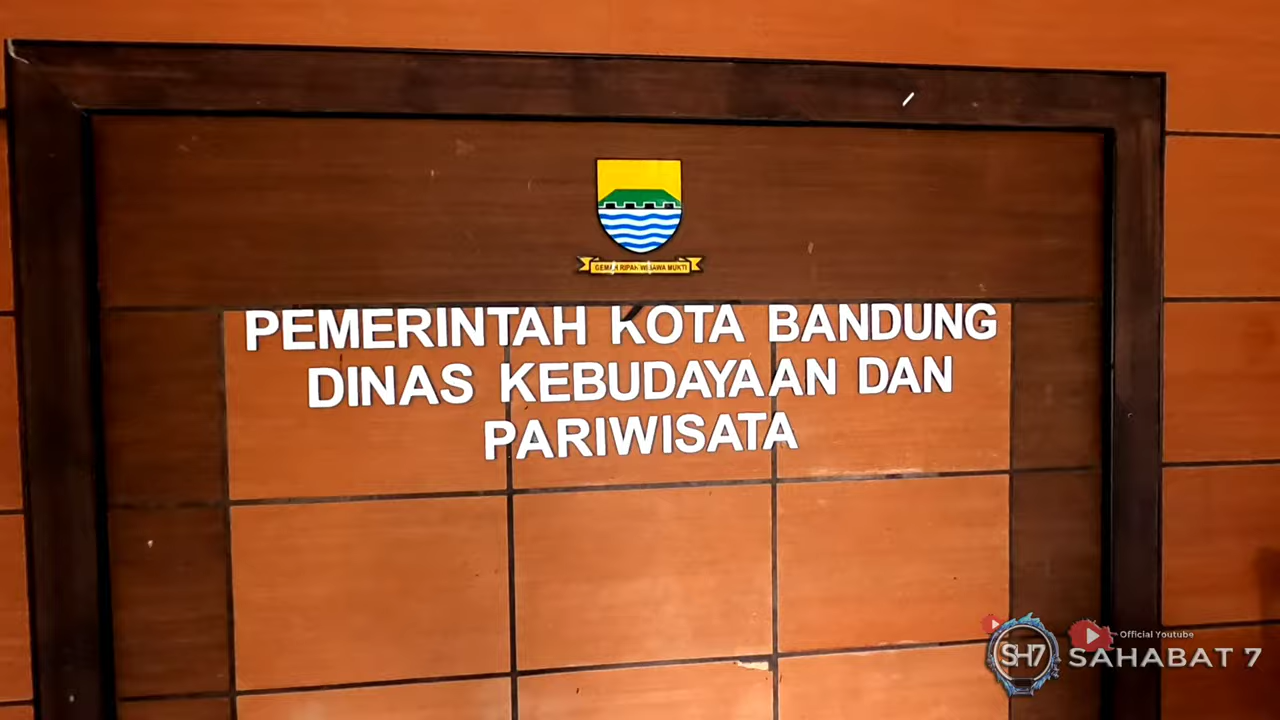 GEMAH RIPAH WIBAWA MUKTI
PEMERINTAH KOTA BANDUNG
DINAS KEBUDAYAAN DAN
PARIWISATA
SH7
Official Youtube
SAHABAT 7